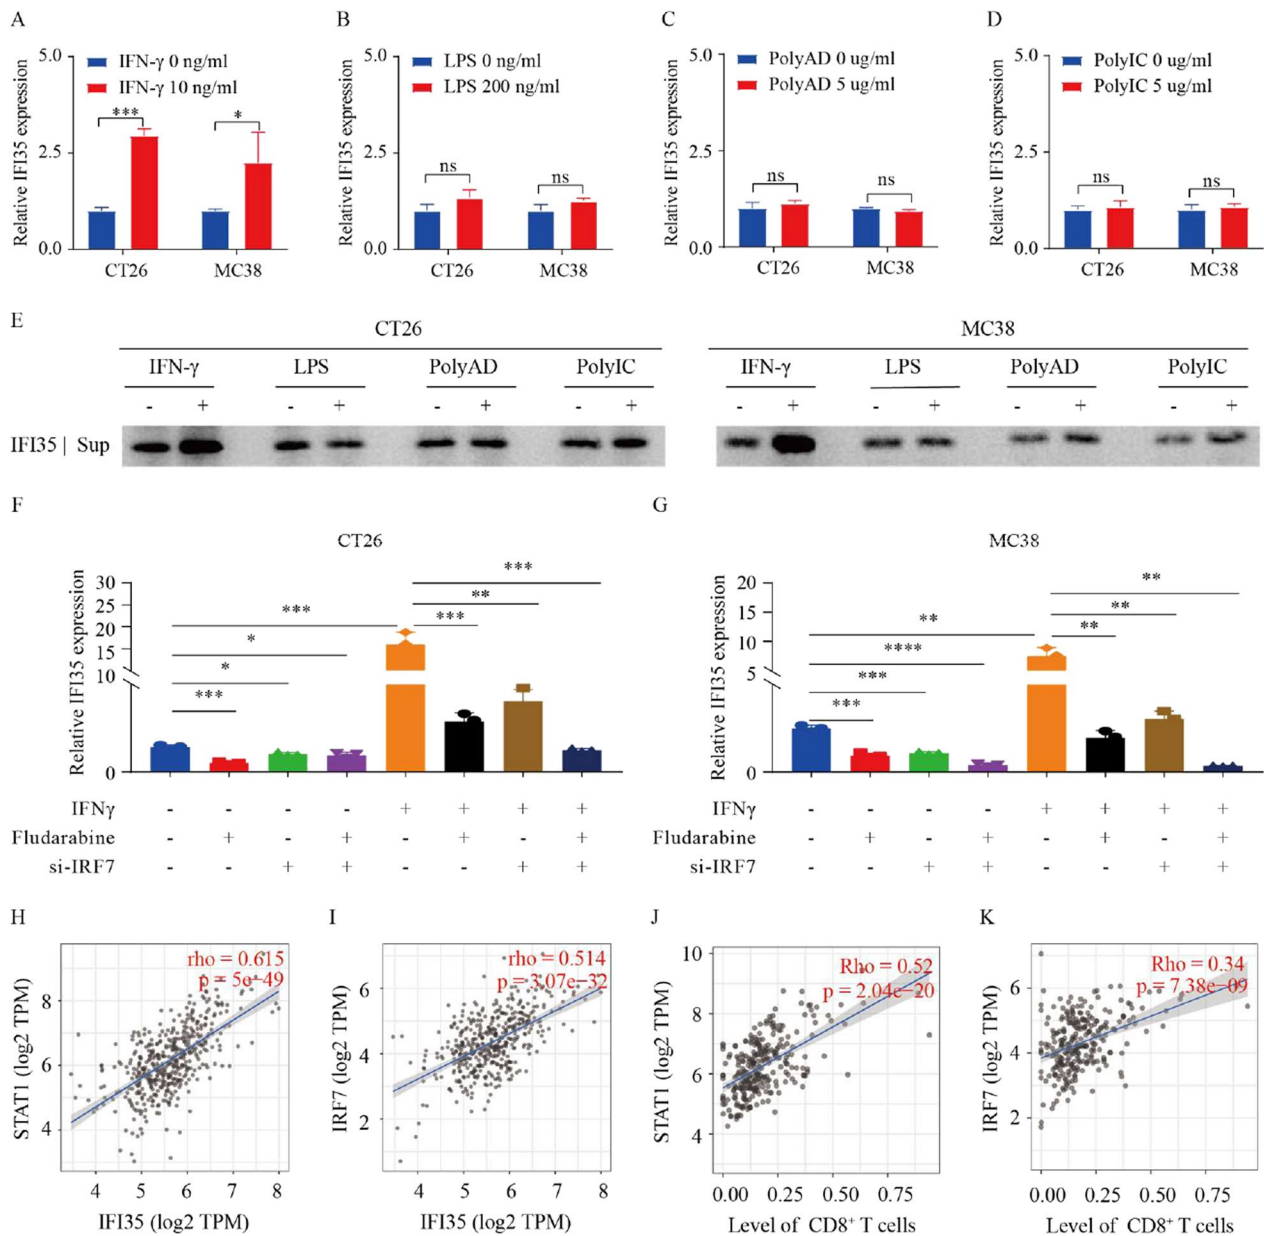 A
B
C
D
5.0
2.5
0.0
Relative IFI35 expression
IFN-γ 0 ng/ml
IFN-γ 10 ng/ml
***
*
CT26
MC38
5.0
2.5
0.0
Relative IFI35 expression
LPS 0 ng/ml
LPS 200 ng/ml
ns
ns
CT26
MC38
5.0
2.5
0.0
Relative IFI35 expression
PolyAD 0 ug/ml
PolyAD 5 ug/ml
ns
ns
CT26
MC38
5.0
2.5
0.0
Relative IFI35 expression
PolyIC 0 ug/ml
PolyIC 5 ug/ml
ns
ns
CT26
MC38
E
CT26
MC38
IFN-γ LPS PolyAD PolyIC
IFN-γ LPS PolyAD PolyIC
- + - + - + - +
- + - + - + - +
IFI35 | Sup
F
CT26
Relative IFI35 expression
30
25
20
15
10
0
***
*
*
***
***
**
***
IFNγ - - - - + + + +
Fludarabine - + - + - + - +
si-IRF7 - - + + - - + +
G
MC38
Relative IFI35 expression
20
15
10
5
0
**
****
***
***
**
**
**
IFNγ - - - - + + + +
Fludarabine - + - + - + - +
si-IRF7 - - + + - - + +
H
rho = 0.615
p = 5e-49
STAT1 (log2 TPM)
8
6
4
4 5 6 7 8
IFI35 (log2 TPM)
I
rho = 0.514
p = 3.07e-32
IRF7 (log2 TPM)
6
4
2
4 5 6 7 8
IFI35 (log2 TPM)
J
Rho = 0.52
p = 2.04e-20
STAT1 (log2 TPM)
10
8
6
4
0.00 0.25 0.50 0.75
Level of CD8⁺ T cells
K
Rho = 0.34
p = 7.38e-09
IRF7 (log2 TPM)
6
4
2
0.00 0.25 0.50 0.75
Level of CD8⁺ T cells